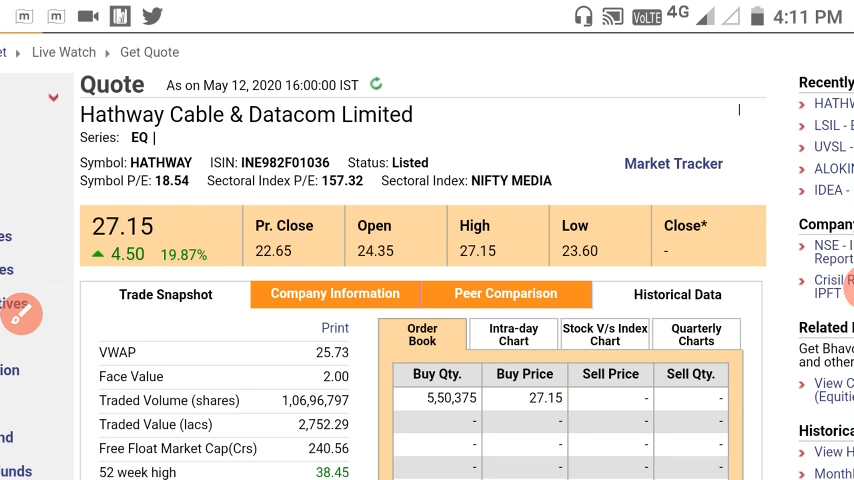 VoLTE 4G 4:11 PM
Live Watch Get Quote
Quote As on May 12, 2020 16:00:00 IST
Hathway Cable & Datacom Limited
Series: EQ |
Symbol: HATHWAY ISIN: INE982F01036 Status: Listed
Market Tracker
Symbol P/E: 18.54 Sectoral Index P/E: 157.32 Sectoral Index: NIFTY MEDIA
27.15 Pr. Close Open High Low Close*
4.50 19.87% 22.65 24.35 27.15 23.60 -
Trade Snapshot Company Information Peer Comparison Historical Data
Print
VWAP 25.73
Face Value 2.00
Traded Volume (shares) 1,06,96,797
Traded Value (lacs) 2,752.29
Free Float Market Cap(Crs) 240.56
52 week high 38.45
Order Book
Intra-day Chart
Stock V/s Index Chart
Quarterly Charts
Buy Qty. Buy Price Sell Price Sell Qty.
5,50,375 27.15 - -
- - - -
- - - -
- - - -
Recently
HATHW
LSIL - E
UVSL -
ALOKIN
IDEA -
Compan
NSE - I
Report
Crisil R
IPFT
Related
Get Bhavc
and other
View C
(Equitie
Historica
View H
Monthl